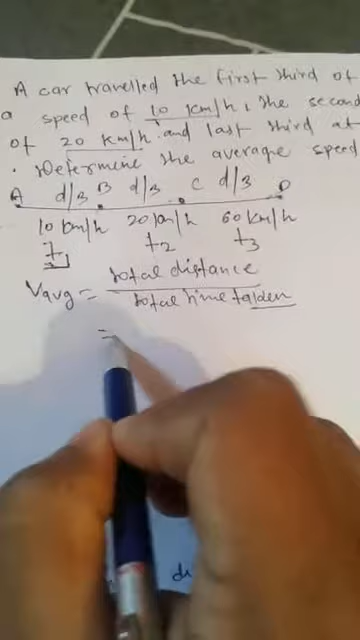 A car travelled the first third of
a speed of 10 km/h, the second
of 20 km/h and last third at
. Determine the average speed
A d/3 B d/3 C d/3 D
10 km/h 20 km/h 60 km/h
t1 t2 t3
Vavg = total distance
total time taken
=